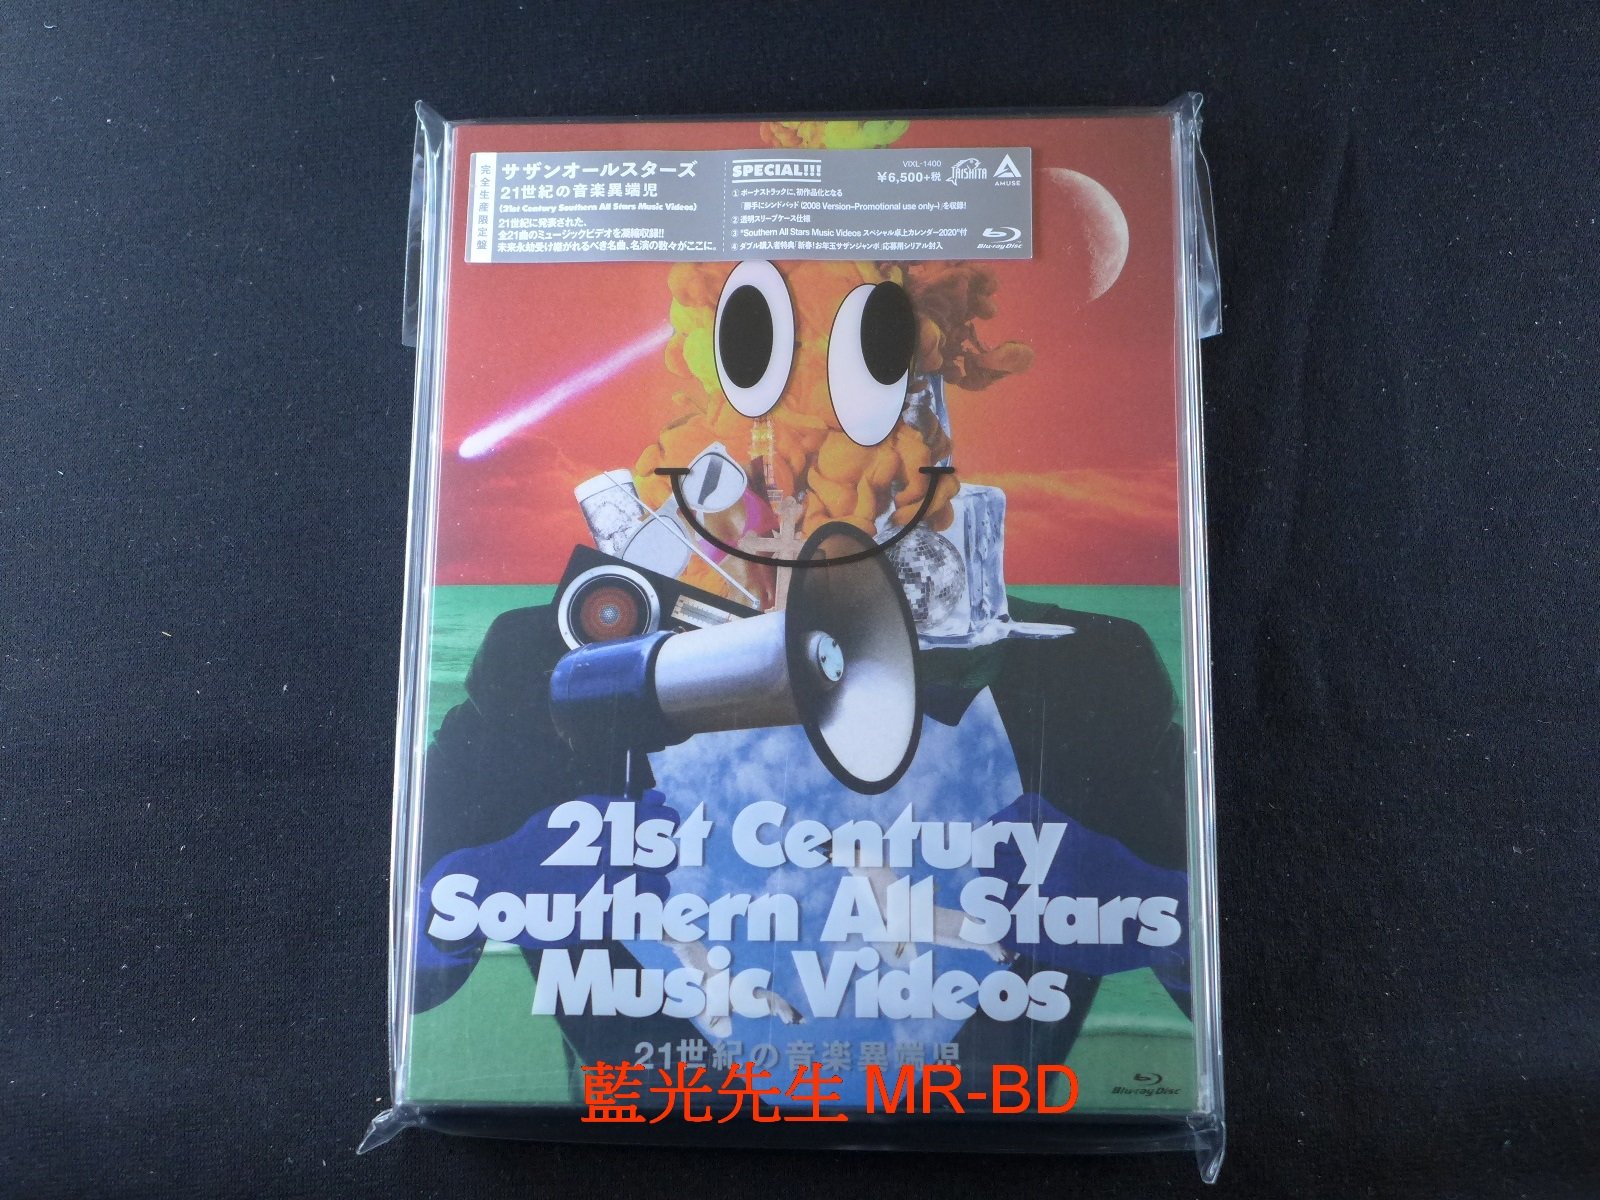 完全生産限定盤
サザンオールスターズ
21世紀の音楽異端児
(21st Century Southern All Stars Music Videos)
21世紀に発表された、
全21曲のミュージックビデオを凝縮収録!!
未来永劫受け継がれるべき名曲、名演の数々がここに。
SPECIAL!!!
①ボーナストラックに、初作品化となる
「勝手にシンドバッド(2008 Version–Promotional use only–)」を収録!
②透明スリーブケース仕様
③"Southern All Stars Music Videos スペシャル卓上カレンダー2020"付
④ダブル購入者特典「新春!お年玉サザンジャンボ」応募用シリアル封入
VIXL-1400
¥6,500+税
TAISHITA
AMUSE
Blu-ray Disc
21st Century
Southern All Stars
Music Videos
21世紀の音楽異端児
Blu-ray Disc
藍光先生 MR-BD